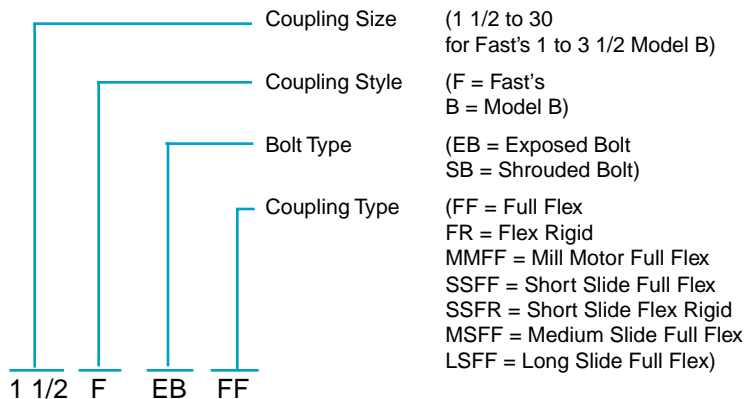 Coupling Size (1 1/2 to 30
for Fast's 1 to 3 1/2 Model B)
Coupling Style (F = Fast's
B = Model B)
Bolt Type (EB = Exposed Bolt
SB = Shrouded Bolt)
Coupling Type (FF = Full Flex
FR = Flex Rigid
MMFF = Mill Motor Full Flex
SSFF = Short Slide Full Flex
SSFR = Short Slide Flex Rigid
MSFF = Medium Slide Full Flex
LSFF = Long Slide Full Flex)
1 1/2 F EB FF